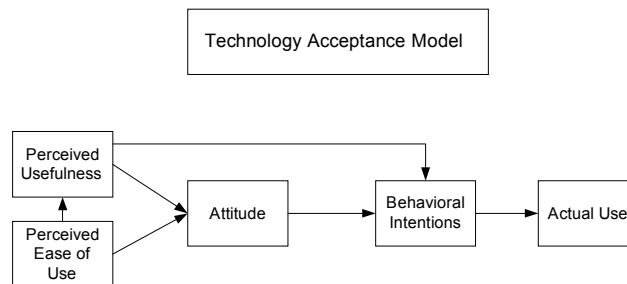 Technology Acceptance Model
Perceived
Usefulness
Perceived
Ease of
Use
Attitude
Behavioral
Intentions
Actual Use